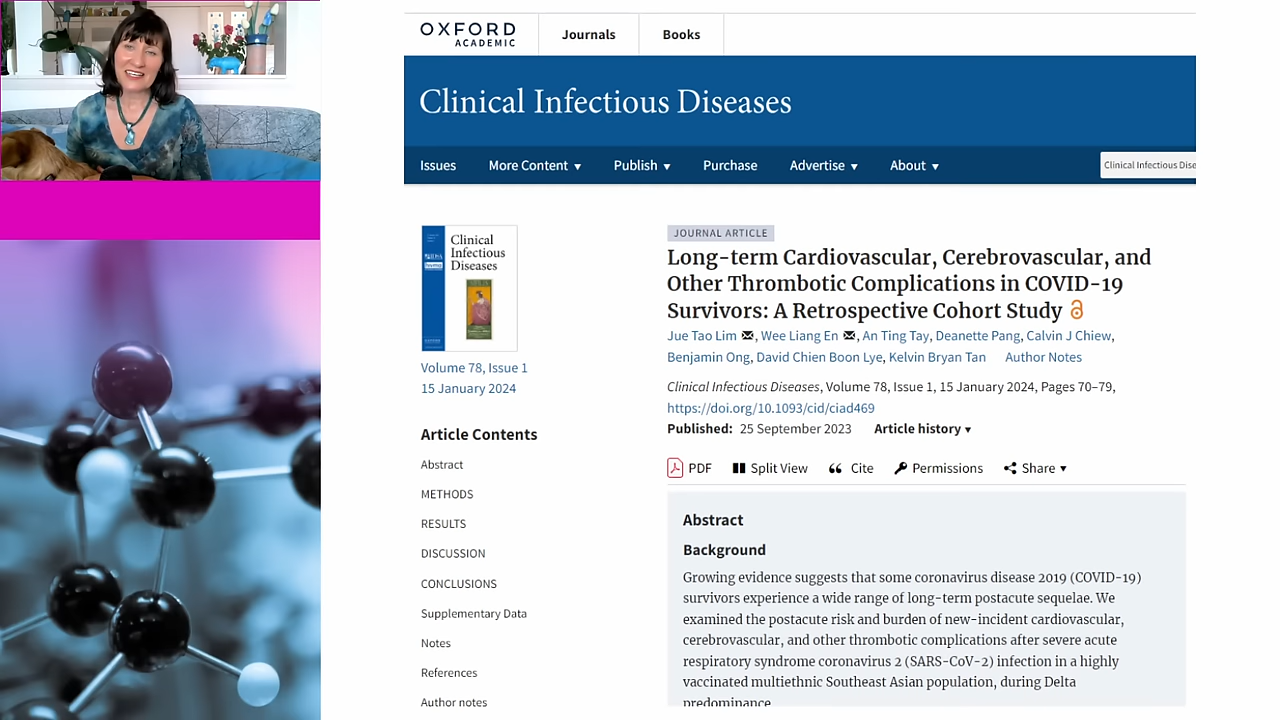 OXFORD
ACADEMIC
Journals
Books
Clinical Infectious Diseases
Issues
More Content
Publish
Purchase
Advertise
About
Clinical Infectious Dise
Clinical
Infectious
Diseases
Volume 78, Issue 1
15 January 2024
Article Contents
Abstract
METHODS
RESULTS
DISCUSSION
CONCLUSIONS
Supplementary Data
Notes
References
Author notes
JOURNAL ARTICLE
Long-term Cardiovascular, Cerebrovascular, and
Other Thrombotic Complications in COVID-19
Survivors: A Retrospective Cohort Study
Jue Tao Lim, Wee Liang En, An Ting Tay, Deanette Pang, Calvin J Chiew,
Benjamin Ong, David Chien Boon Lye, Kelvin Bryan Tan Author Notes
Clinical Infectious Diseases, Volume 78, Issue 1, 15 January 2024, Pages 70–79,
https://doi.org/10.1093/cid/ciad469
Published: 25 September 2023 Article history
PDF Split View Cite Permissions Share
Abstract
Background
Growing evidence suggests that some coronavirus disease 2019 (COVID-19)
survivors experience a wide range of long-term postacute sequelae. We
examined the postacute risk and burden of new-incident cardiovascular,
cerebrovascular, and other thrombotic complications after severe acute
respiratory syndrome coronavirus 2 (SARS-CoV-2) infection in a highly
vaccinated multiethnic Southeast Asian population, during Delta
predominance